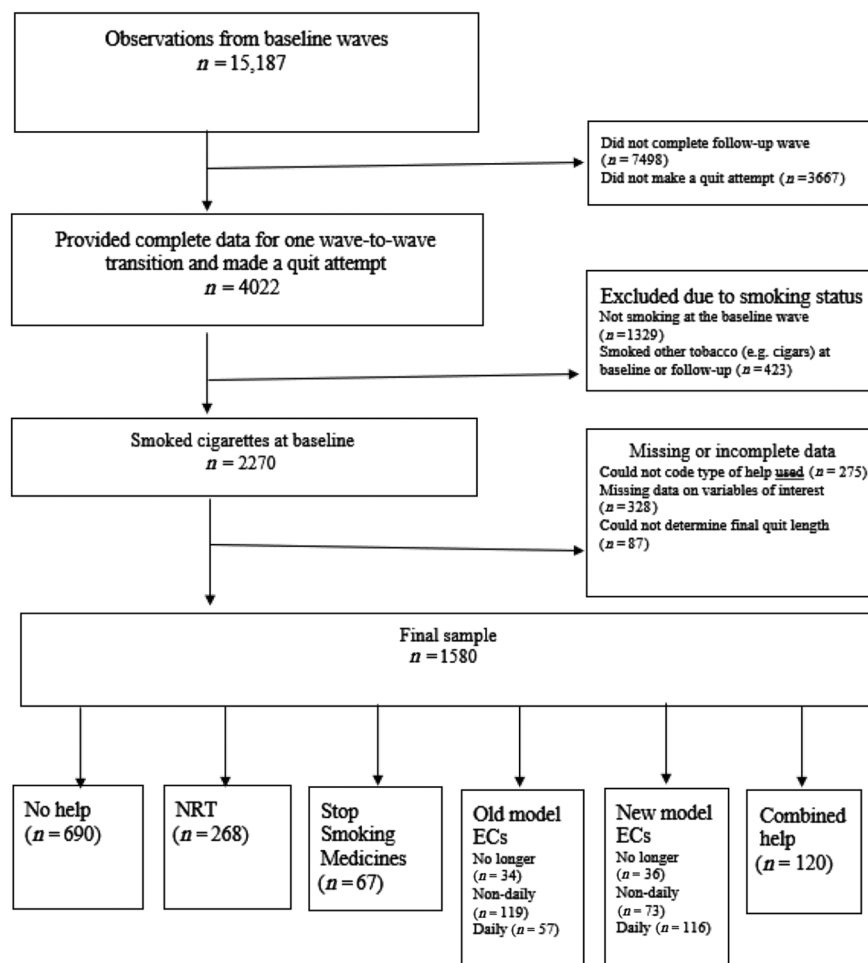 Observations from baseline waves
n = 15,187
Did not complete follow-up wave
(n = 7498)
Did not make a quit attempt (n = 3667)
Provided complete data for one wave-to-wave
transition and made a quit attempt
n = 4022
Excluded due to smoking status
Not smoking at the baseline wave
(n = 1329)
Smoked other tobacco (e.g. cigars) at
baseline or follow-up (n = 423)
Smoked cigarettes at baseline
n = 2270
Missing or incomplete data
Could not code type of help used (n = 275)
Missing data on variables of interest
(n = 328)
Could not determine final quit length
(n = 87)
Final sample
n = 1580
No help
(n = 690)
NRT
(n = 268)
Stop
Smoking
Medicines
(n = 67)
Old model
ECs
No longer
(n = 34)
Non-daily
(n = 119)
Daily (n = 57)
New model
ECs
No longer
(n = 36)
Non-daily
(n = 73)
Daily (n = 116)
Combined
help
(n = 120)